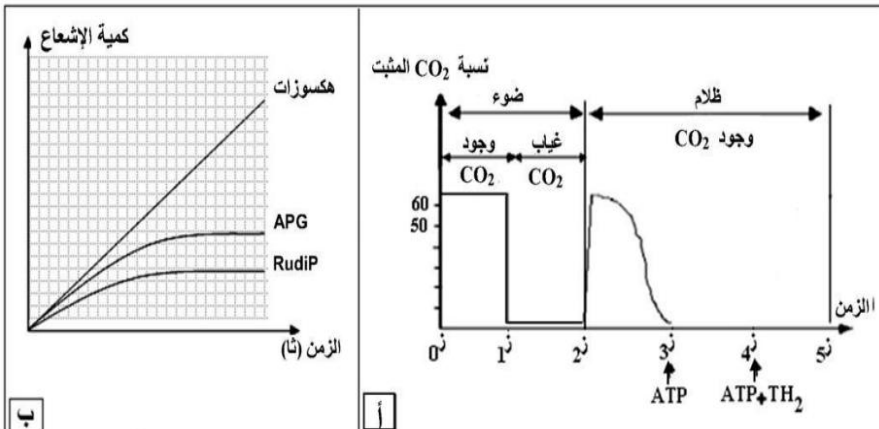 نسبة CO₂ المثبت
ضوء
ظلام
وجود CO₂
وجود
CO₂
غياب
CO₂
60
50
الزمن
ز0
ز1
ز2
ز3
ز4
ز5
ATP
ATP+TH₂
أ
كمية الإشعاع
هكسوزات
APG
RudiP
الزمن (ثا)
ب